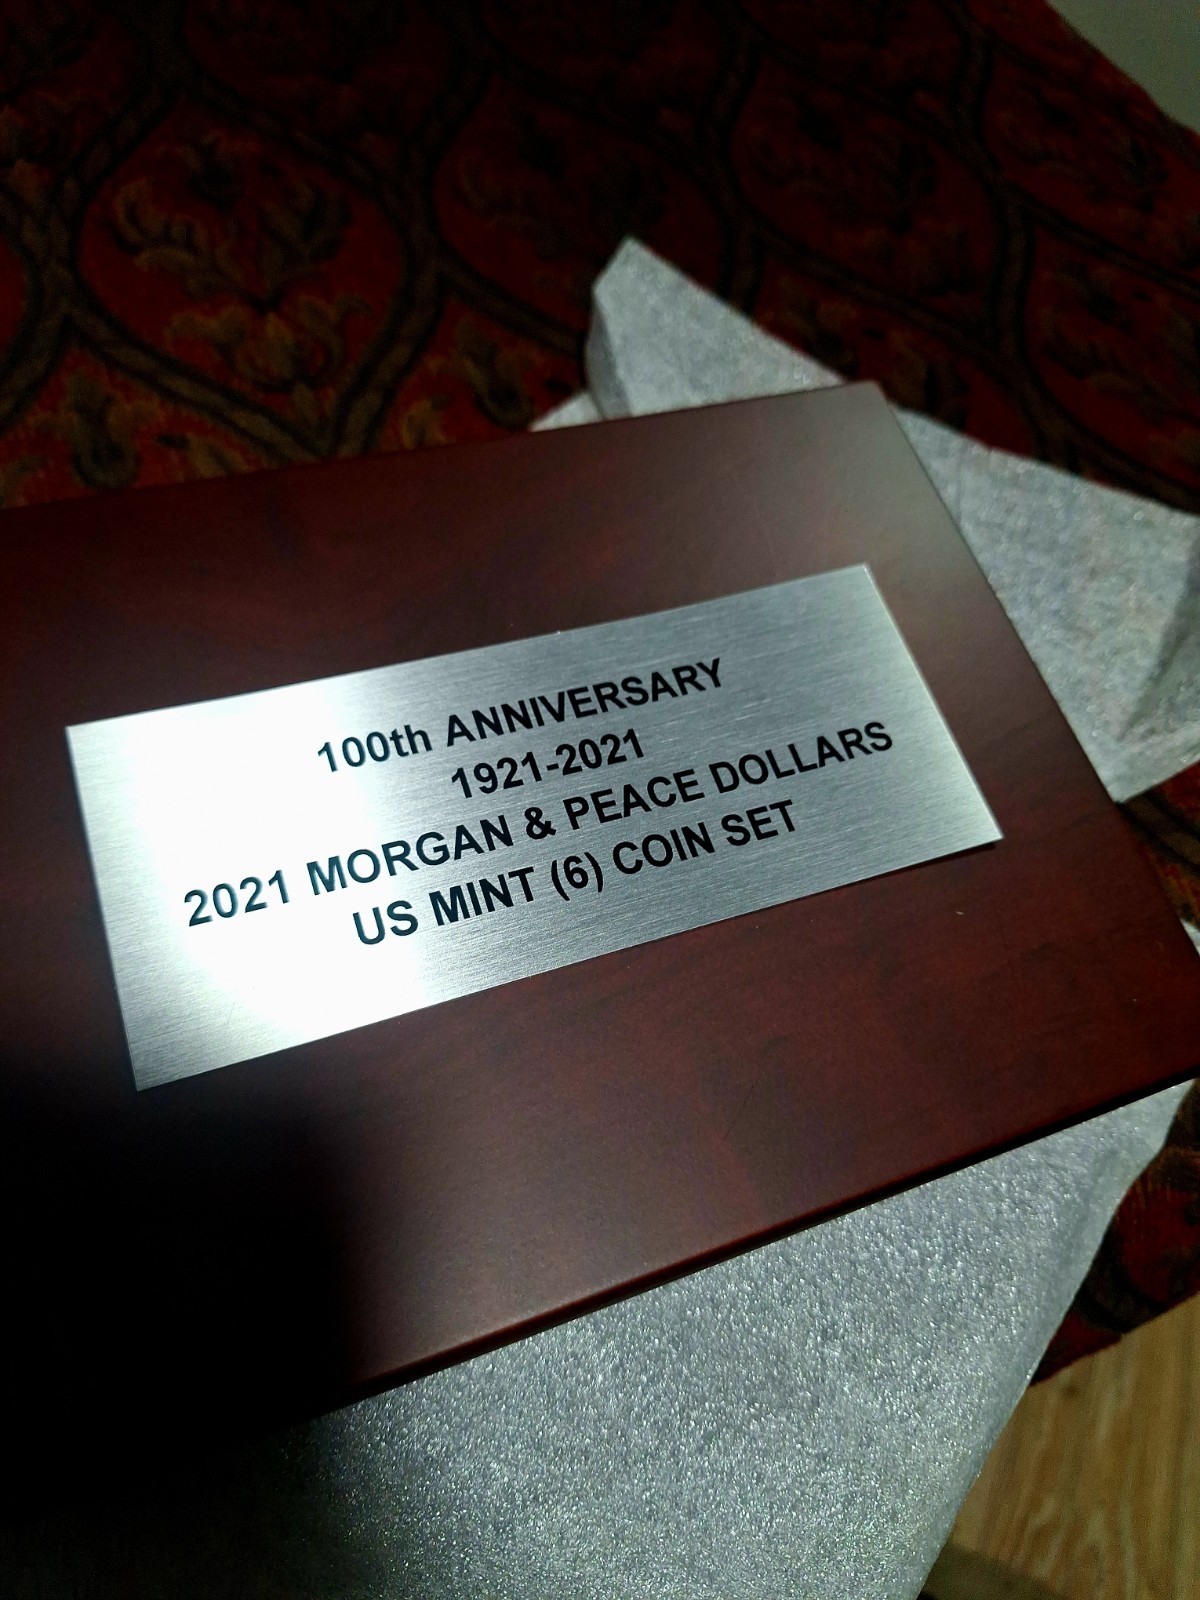 100th ANNIVERSARY
1921-2021
2021 MORGAN & PEACE DOLLARS
US MINT (6) COIN SET